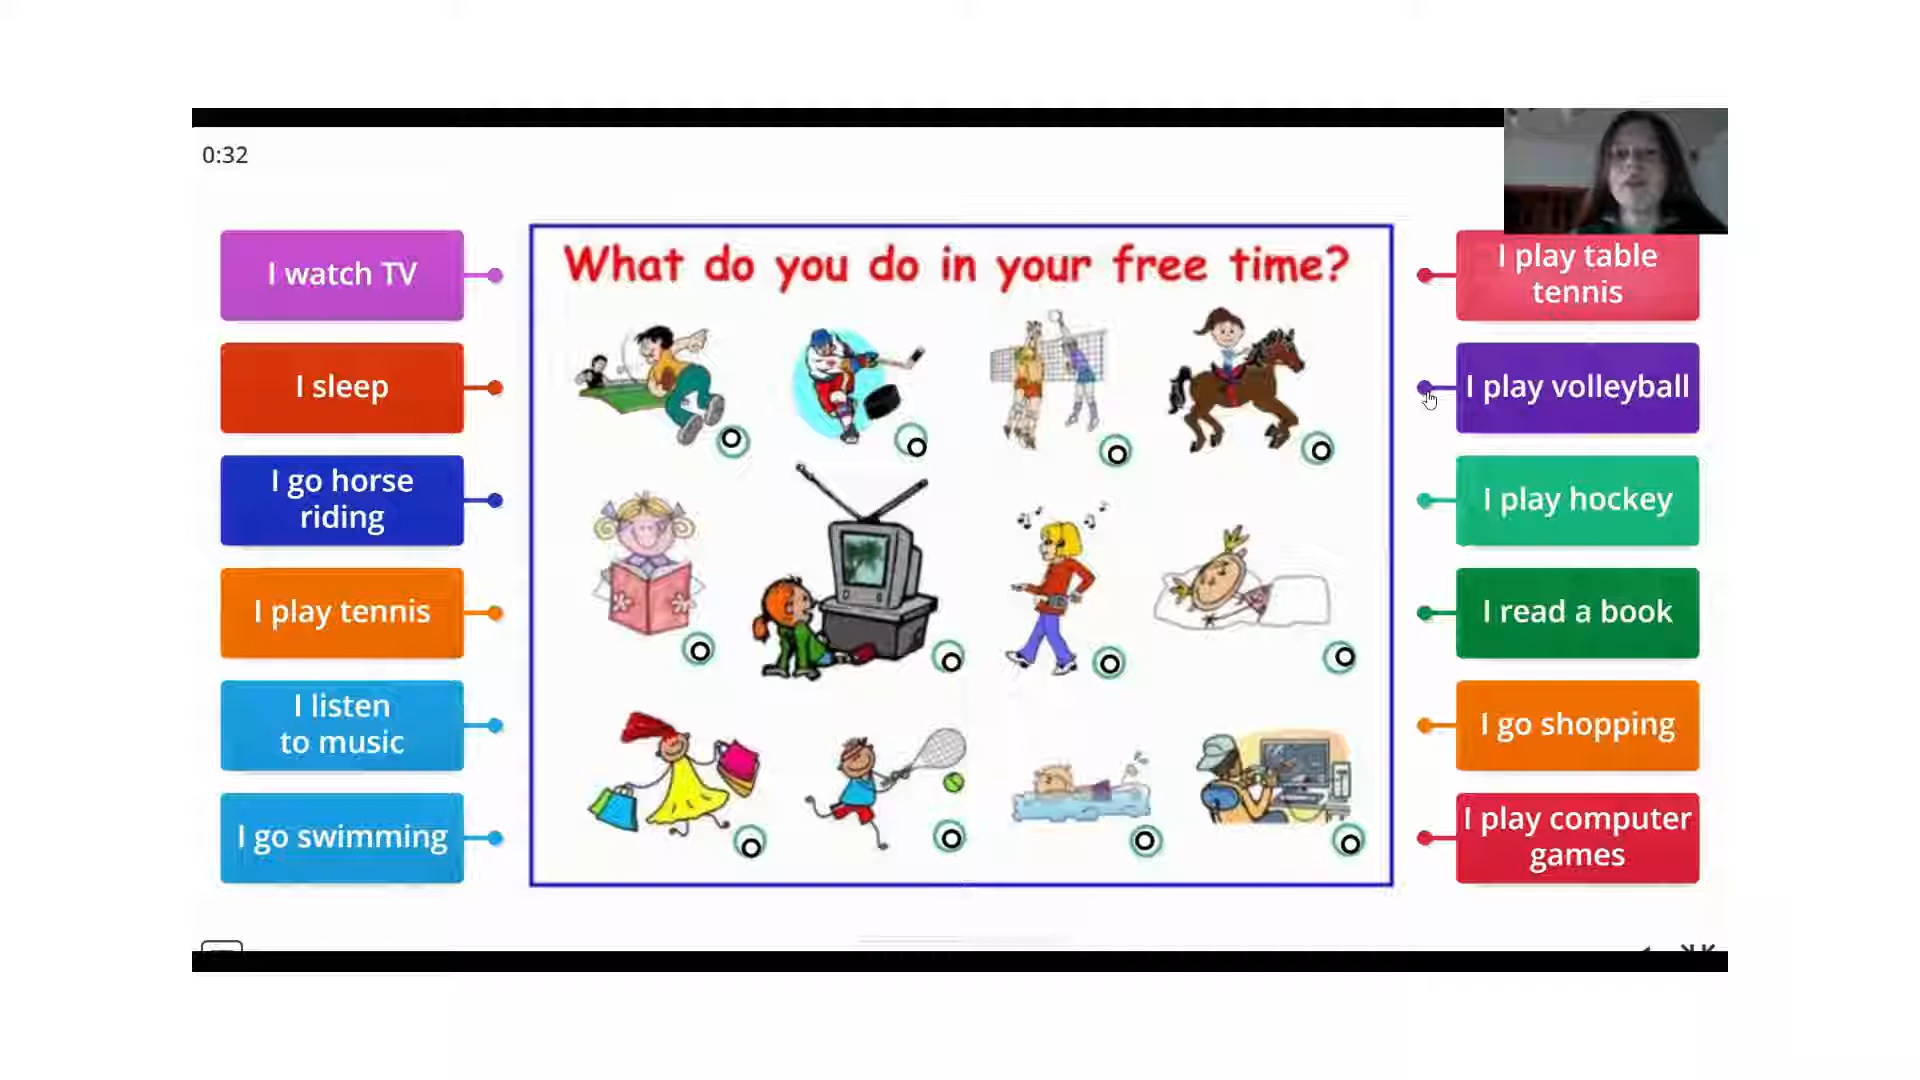 0:32
What do you do in your free time?
I watch TV
I sleep
I go horse
riding
I play tennis
I listen
to music
I go swimming
I play table
tennis
I play volleyball
I play hockey
I read a book
I go shopping
I play computer
games